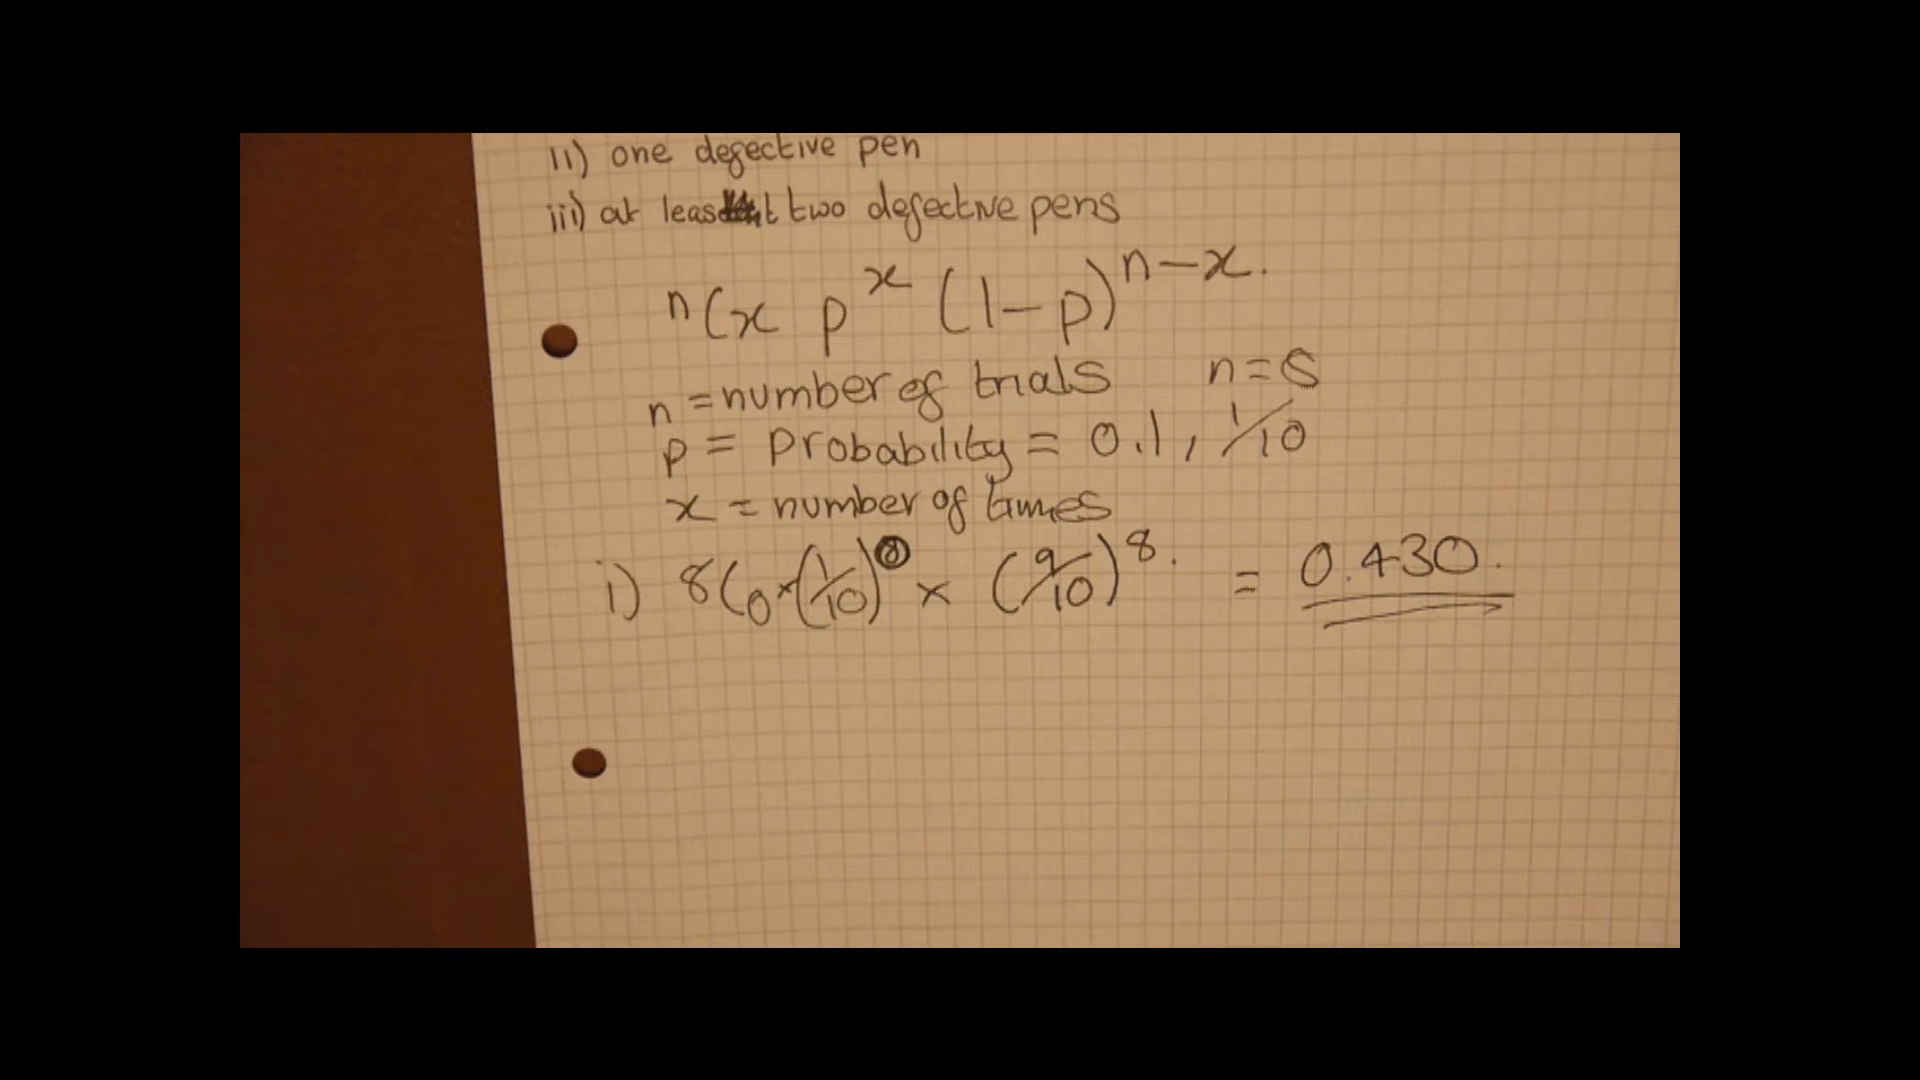 ii) one defective pen
iii) at least two defective pens
ⁿCₓ pˣ (1-p)ⁿ⁻ˣ.
n = number of trials n = 8
p = probability = 0.1, 1/10
x = number of times
i) 8C₀ × (1/10)⁰ × (9/10)⁸. = 0.430.